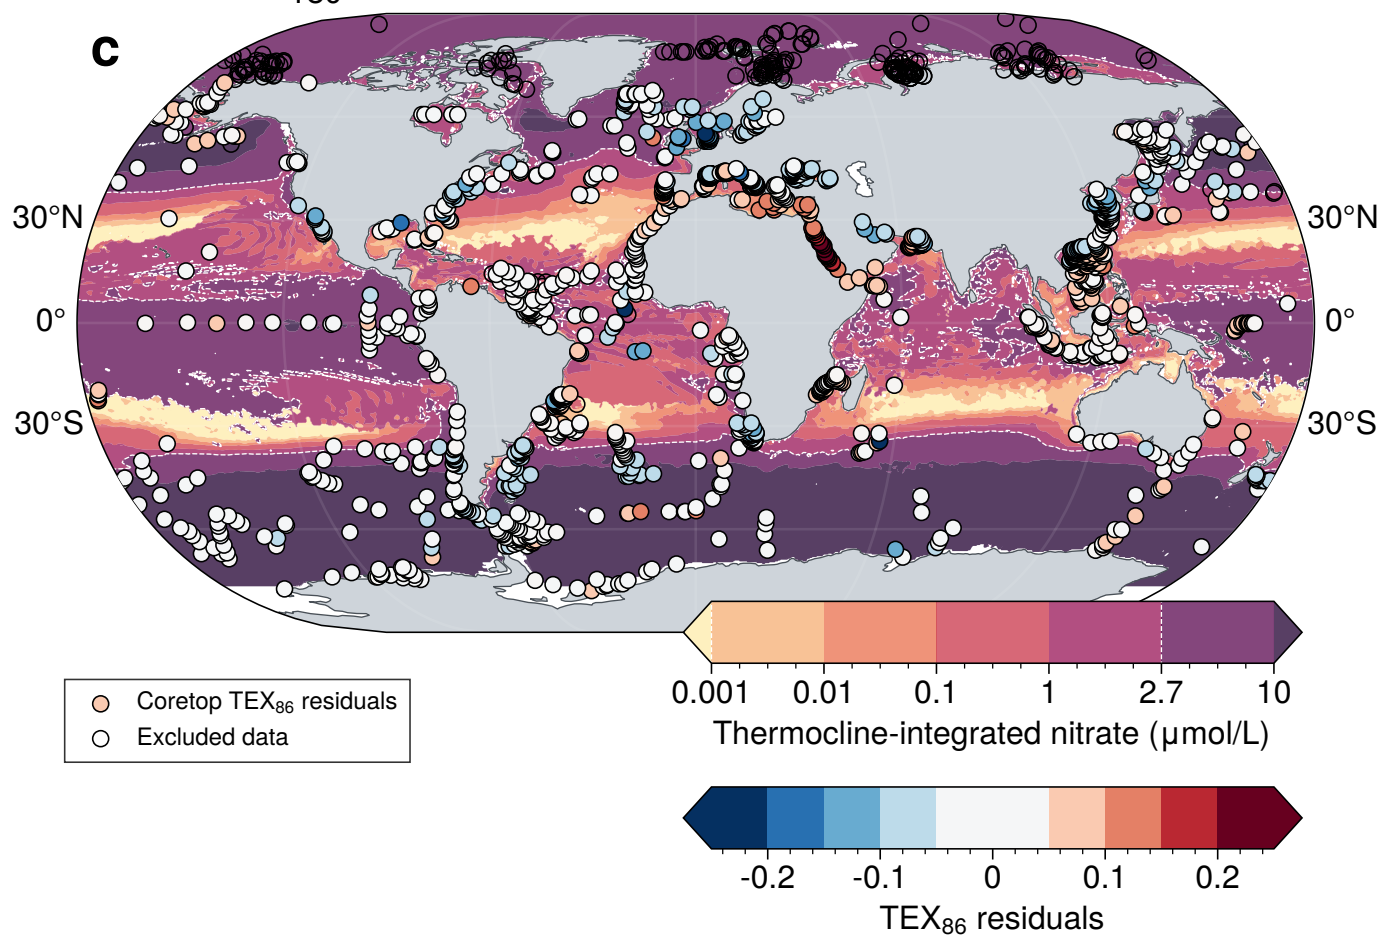 c
30°N
30°N
0°
0°
30°S
30°S
0.001 0.01 0.1 1 2.7 10
Thermocline-integrated nitrate (μmol/L)
Coretop TEX₈₆ residuals
Excluded data
-0.2 -0.1 0 0.1 0.2
TEX₈₆ residuals